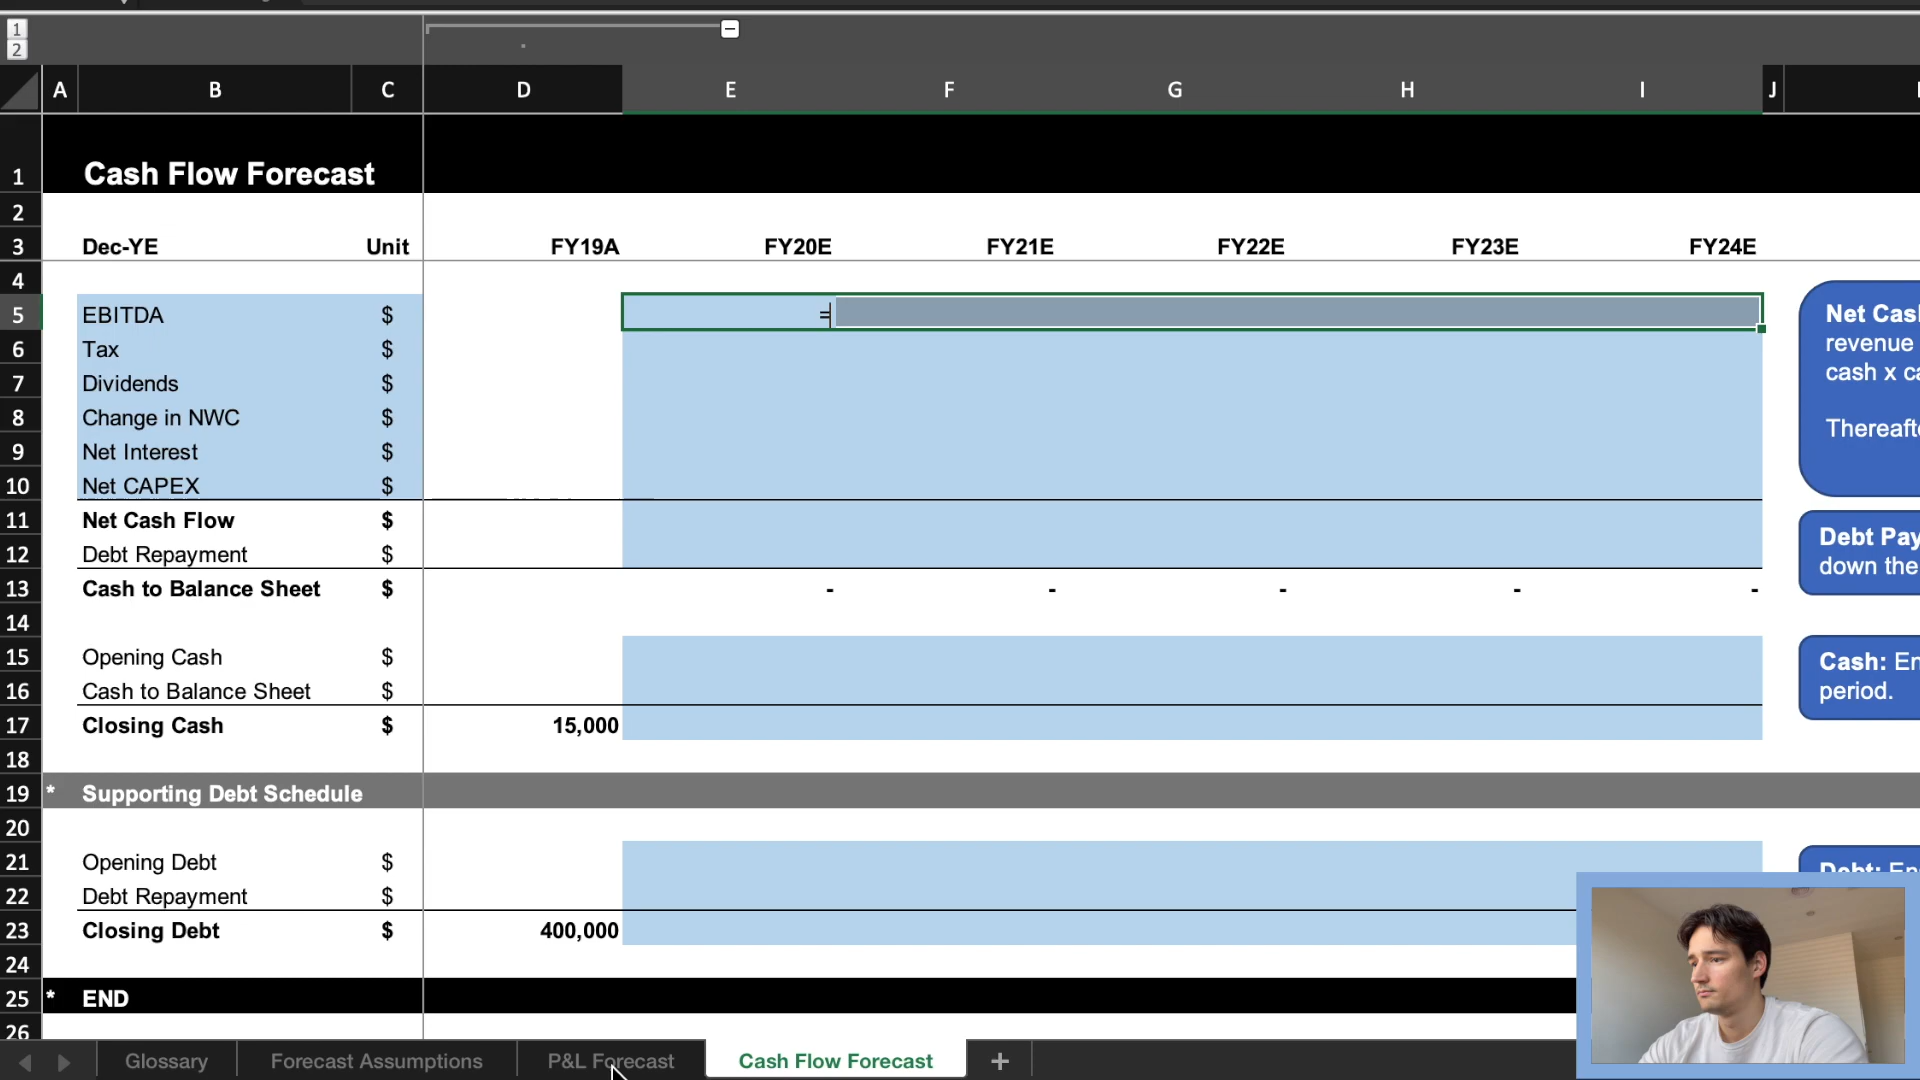 1
2
A B C D E F G H I J
1 Cash Flow Forecast
2
3 Dec-YE Unit FY19A FY20E FY21E FY22E FY23E FY24E
4
5 EBITDA $ =
6 Tax $
7 Dividends $
8 Change in NWC $
9 Net Interest $
10 Net CAPEX $
11 Net Cash Flow $
12 Debt Repayment $
13 Cash to Balance Sheet $ - - - - -
14
15 Opening Cash $
16 Cash to Balance Sheet $
17 Closing Cash $ 15,000
18
19 * Supporting Debt Schedule
20
21 Opening Debt $
22 Debt Repayment $
23 Closing Debt $ 400,000
24
25 * END
26
Net
revenue
cash x
Debt
down the
Cash:
period.
Glossary Forecast Assumptions P&L Forecast Cash Flow Forecast +